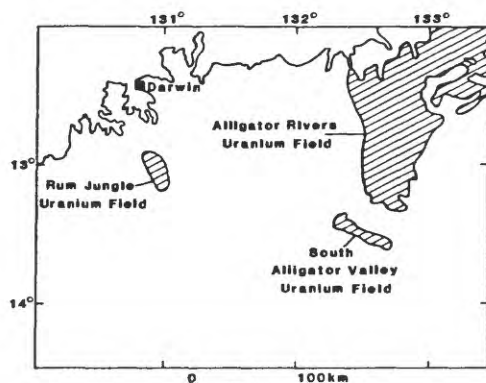 131° 132° 133°
Darwin
Alligator Rivers
Uranium Field
13°
Rum Jungle
Uranium Field
South
Alligator Valley
Uranium Field
14°
0 100km